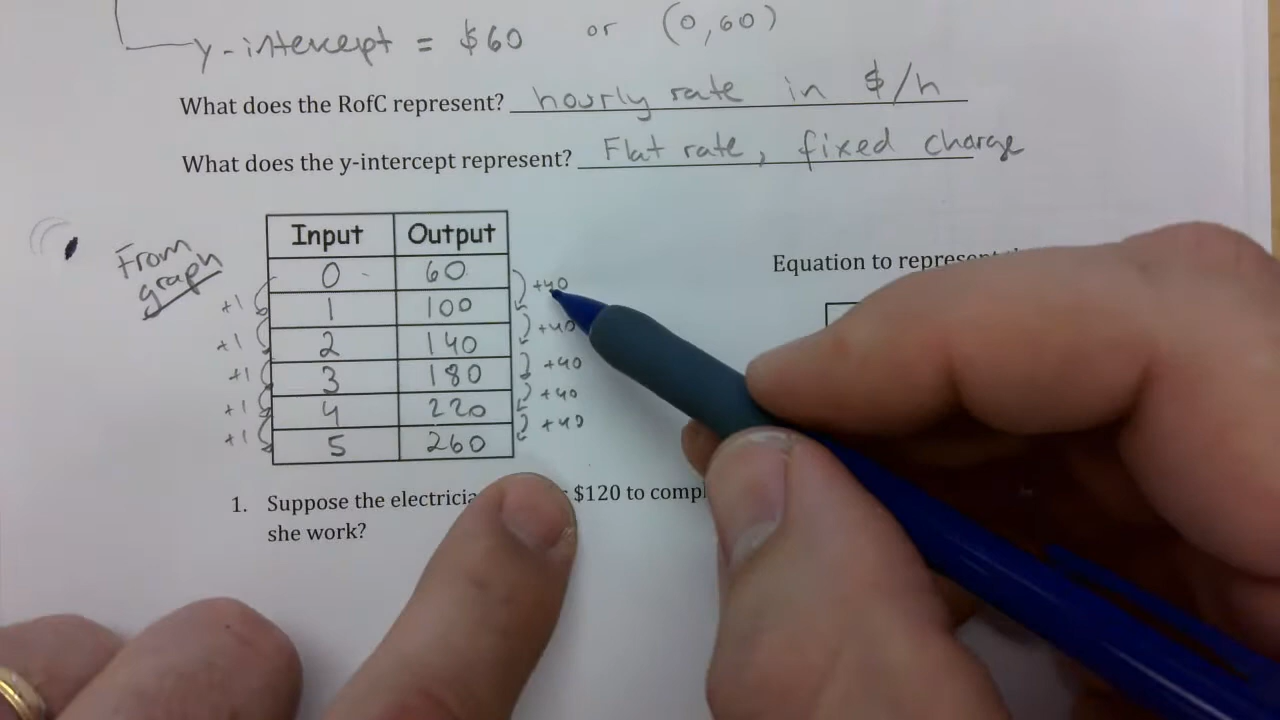 y-intercept = $60 or (0,60)
What does the RofC represent? hourly rate in $/h
What does the y-intercept represent? Flat rate, fixed charge
From graph
Input Output
0 60
1 100
2 140
3 180
4 220
5 260
+1
+1
+1
+1
+1
+40
+40
+40
+40
+40
Equation to represent
1. Suppose the electricia $120 to compl
she work?